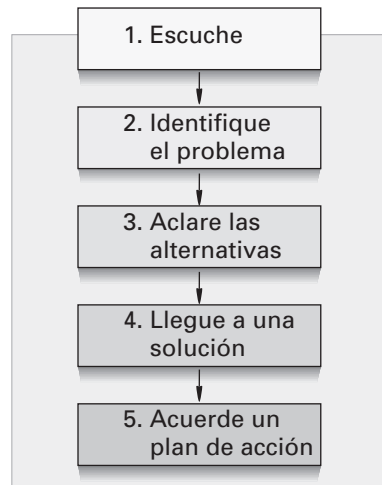 1. Escuche
2. Identifique
el problema
3. Aclare las
alternativas
4. Llegue a una
solución
5. Acuerde un
plan de acción